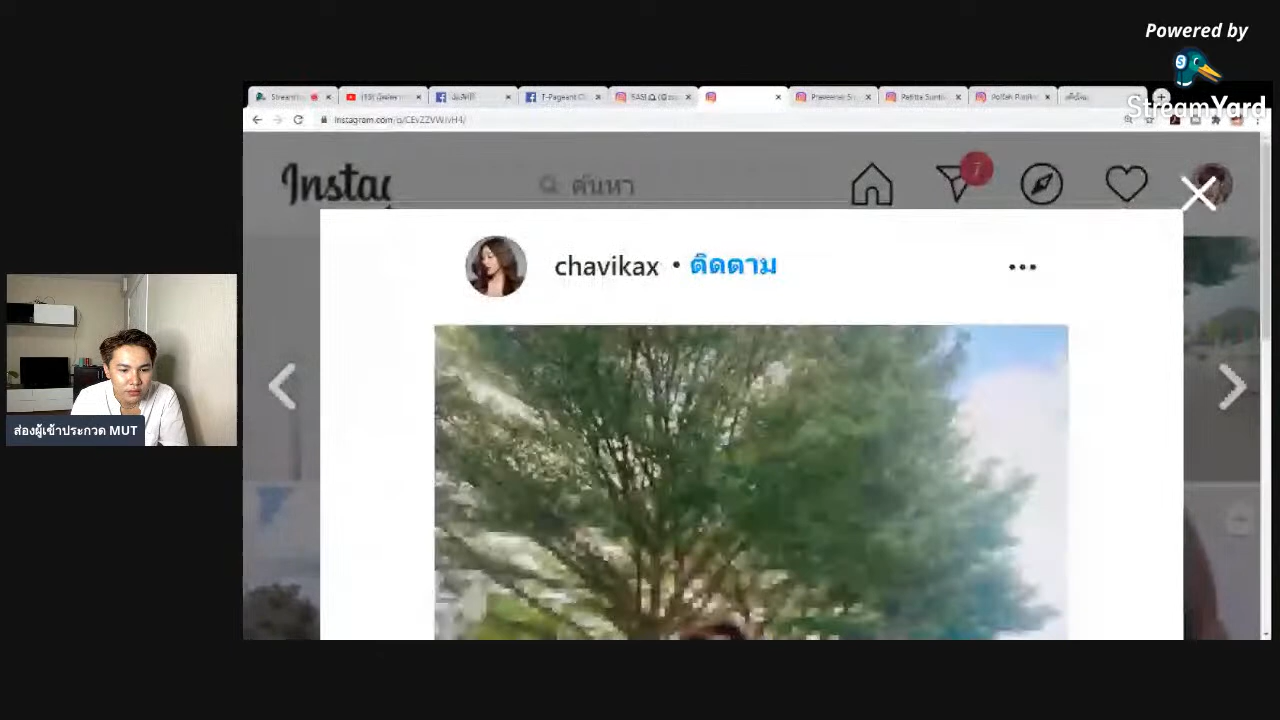 Powered by
StreamYard
instagram.com/p/CEvZZVWJvH4/
Instag
ค้นหา
7
chavikax • ติดตาม
ส่องผู้เข้าประกวด MUT